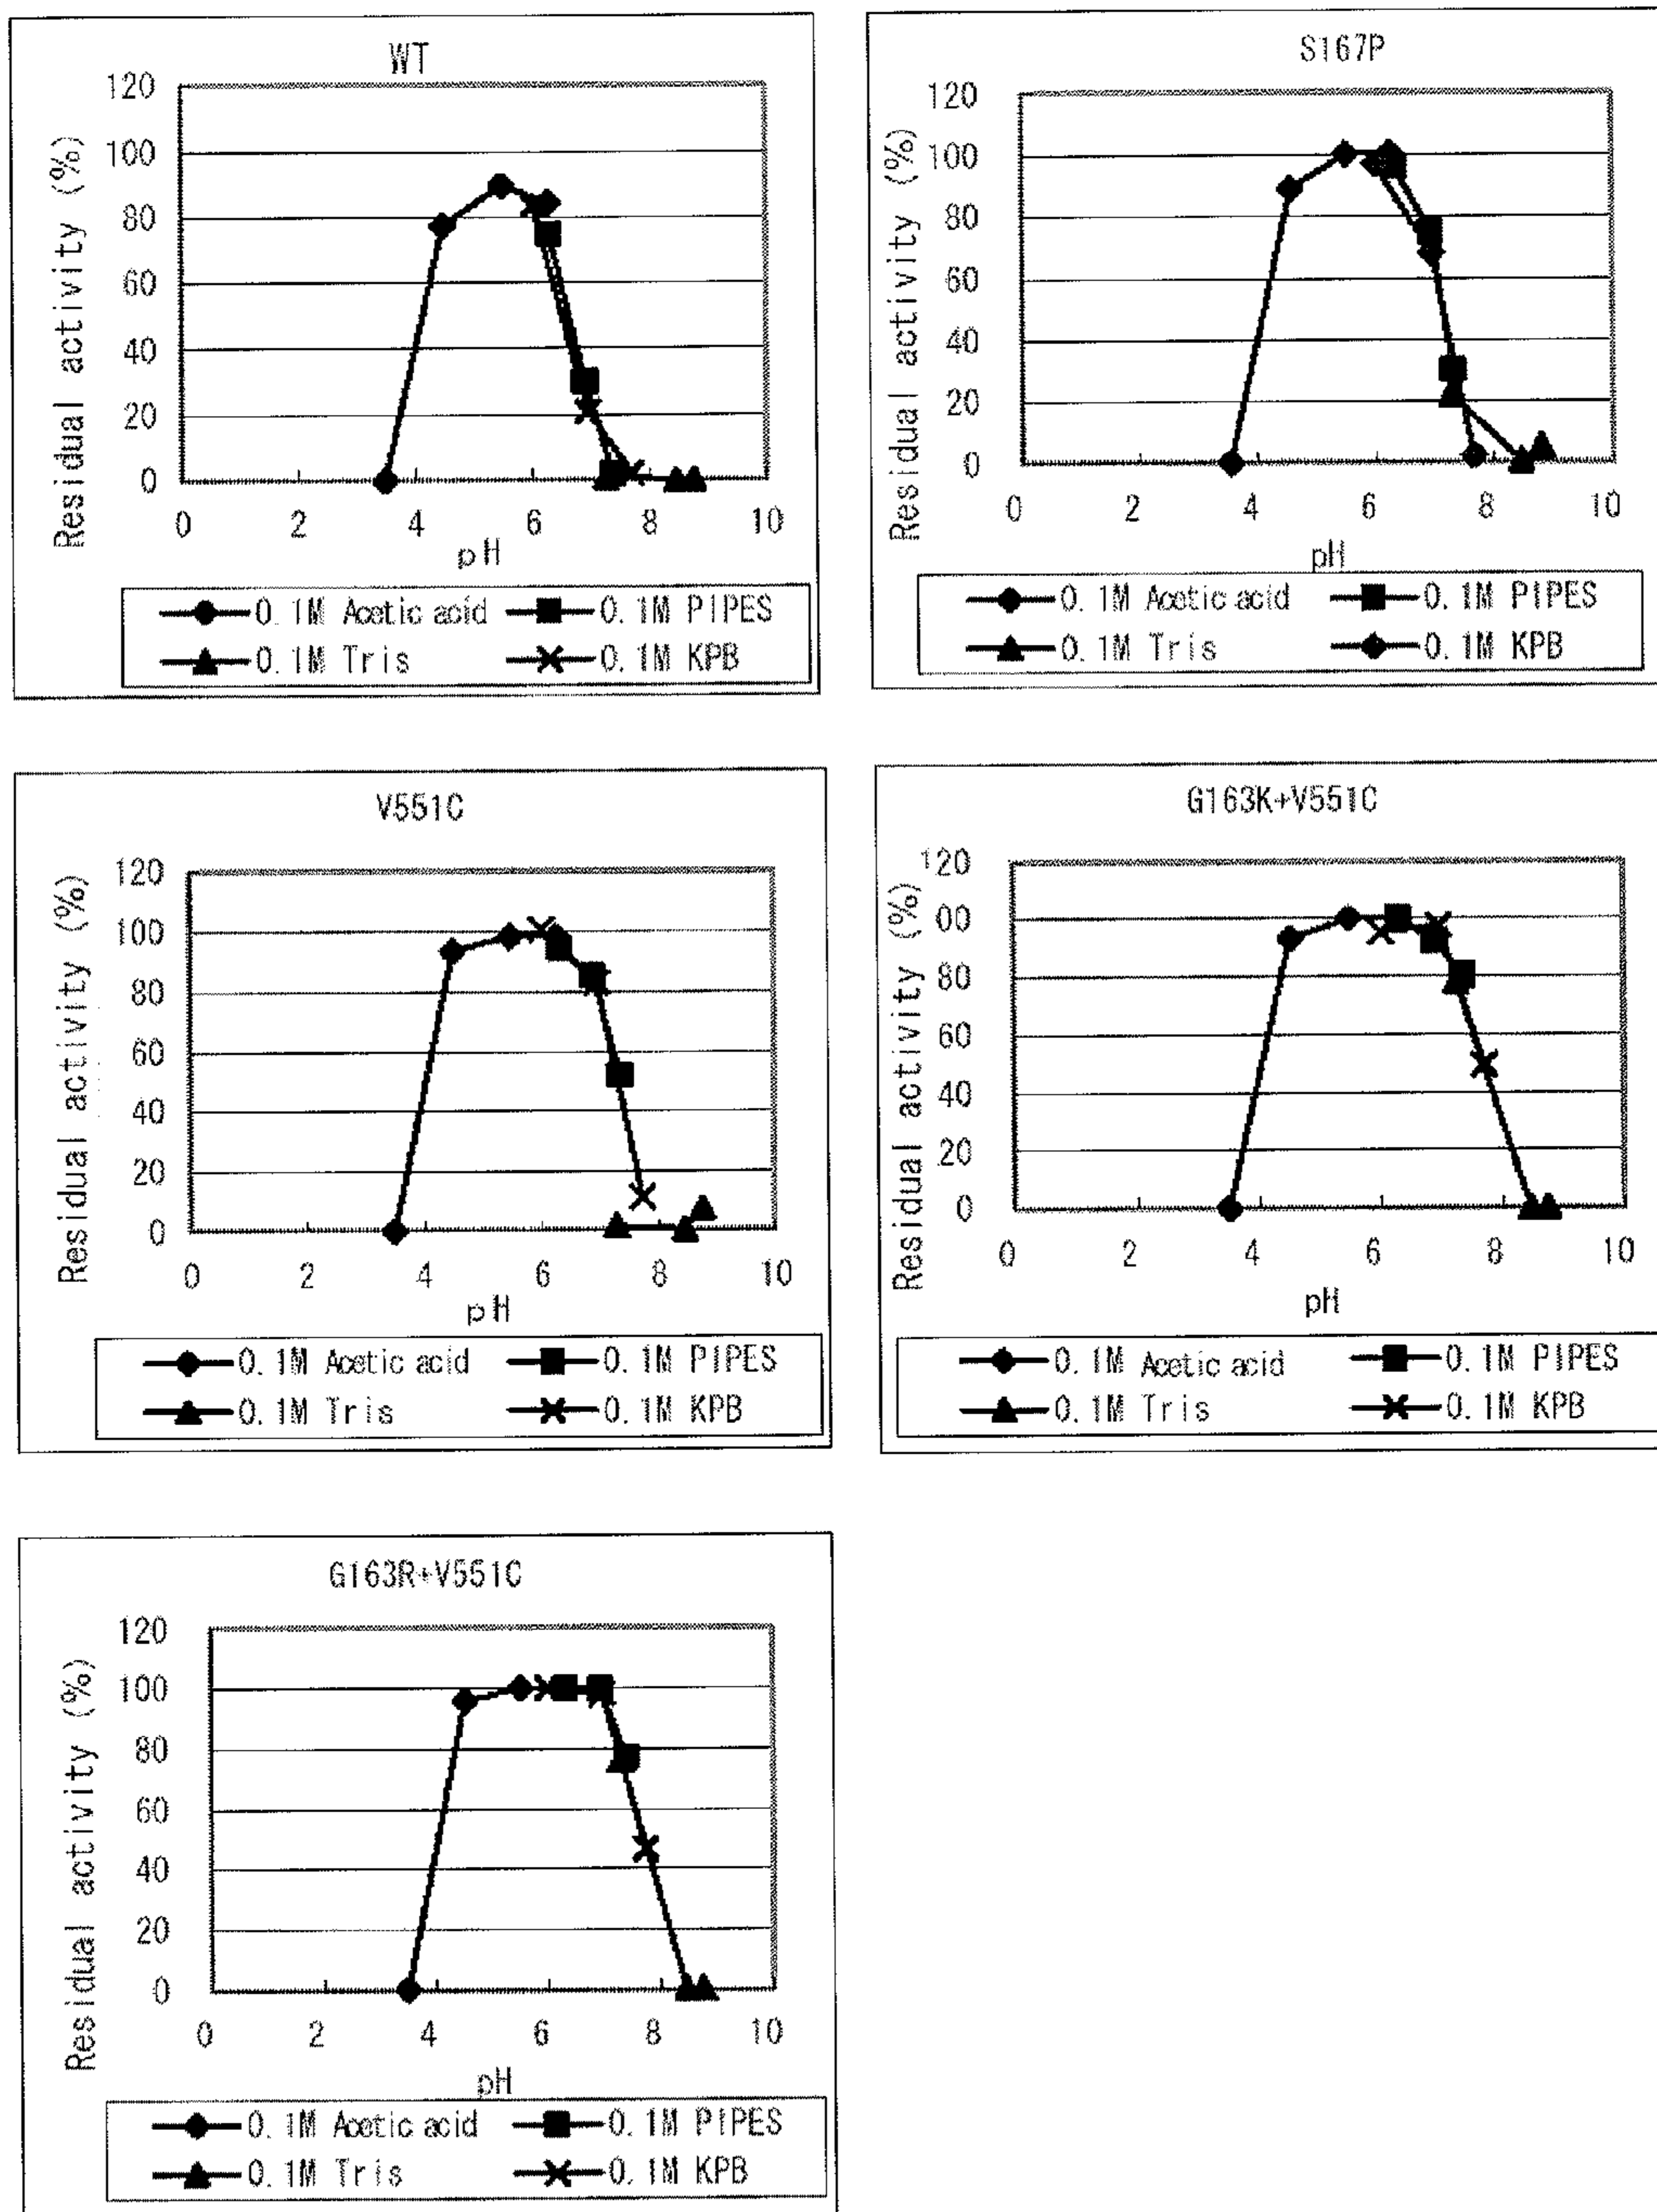 WT
120
100
80
60
40
20
0
Residual activity (%)
0 2 4 6 8 10
pH
0.1M Acetic acid 0.1M PIPES
0.1M Tris 0.1M KPB
S167P
120
100
80
60
40
20
0
Residual activity (%)
0 2 4 6 8 10
pH
0.1M Acetic acid 0.1M PIPES
0.1M Tris 0.1M KPB
V551C
120
100
80
60
40
20
0
Residual activity (%)
0 2 4 6 8 10
pH
0.1M Acetic acid 0.1M PIPES
0.1M Tris 0.1M KPB
G163K+V551C
120
00
80
60
40
20
0
Residual activity (%)
0 2 4 6 8 10
pH
0.1M Acetic acid 0.1M PIPES
0.1M Tris 0.1M KPB
G163R+V551C
120
100
80
60
40
20
0
Residual activity (%)
0 2 4 6 8 10
pH
0.1M Acetic acid 0.1M PIPES
0.1M Tris 0.1M KPB